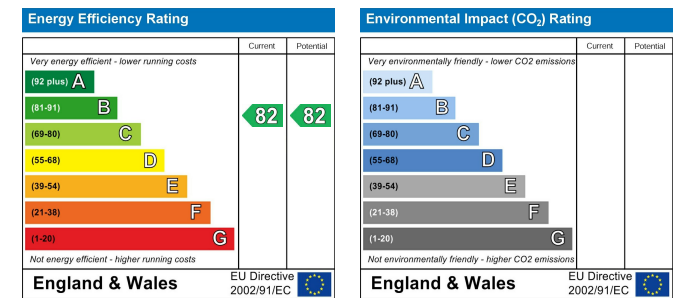 Energy Efficiency Rating
Current Potential
Very energy efficient - lower running costs
(92 plus) A
(81-91) B
82 82
(69-80) C
(55-68) D
(39-54) E
(21-38) F
(1-20) G
Not energy efficient - higher running costs
England & Wales
EU Directive
2002/91/EC
Environmental Impact (CO₂) Rating
Current Potential
Very environmentally friendly - lower CO2 emissions
(92 plus) A
(81-91) B
(69-80) C
(55-68) D
(39-54) E
(21-38) F
(1-20) G
Not environmentally friendly - higher CO2 emissions
England & Wales
EU Directive
2002/91/EC